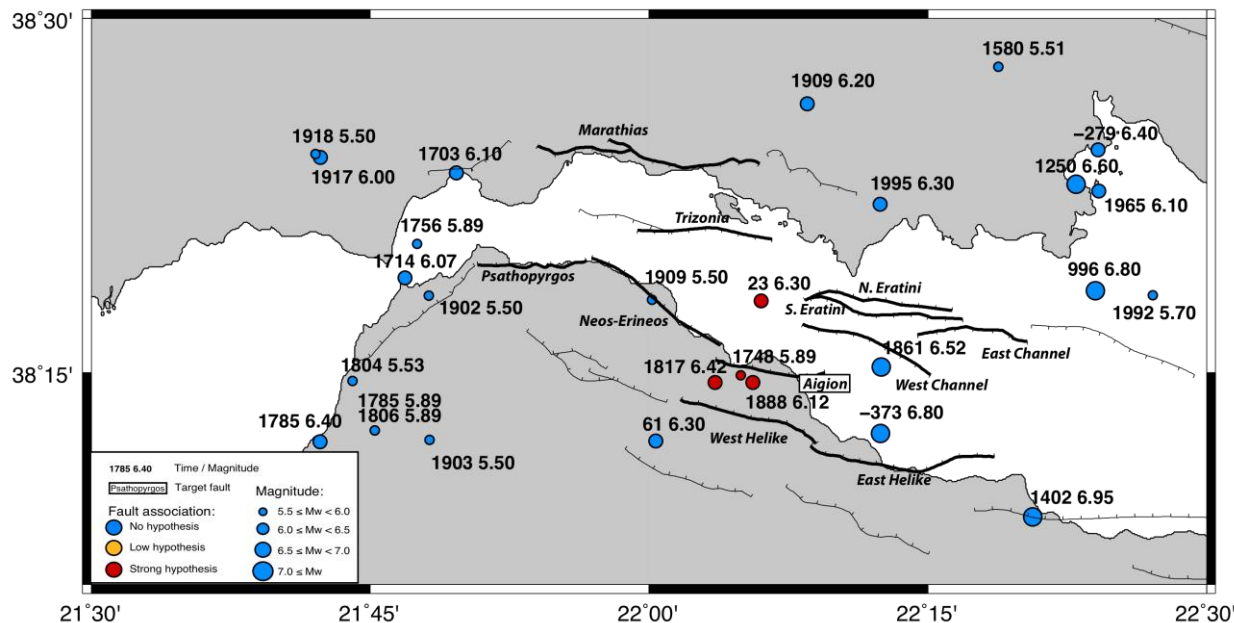 38°30'
1580 5.51
1909 6.20
Marathias
1918 5.50
1917 6.00
1703 6.10
−279 6.40
1250 6.60
1965 6.10
1995 6.30
Trizonia
1756 5.89
1714 6.07
1902 5.50
Psathopyrgos
1909 5.50
23 6.30
N. Eratini
S. Eratini
996 6.80
1992 5.70
Neos-Erineos
East Channel
38°15'
1804 5.53
1817 6.42
1748 5.89
1861 6.52
Aigion
West Channel
1888 6.12
1785 5.89
1806 5.89
1785 6.40
1903 5.50
61 6.30
West Helike
−373 6.80
East Helike
1402 6.95
1785 6.40 Time / Magnitude
Psathopyrgos Target fault
Magnitude:
Fault association:
5.5 ≤ Mw < 6.0
No hypothesis
6.0 ≤ Mw < 6.5
Low hypothesis
6.5 ≤ Mw < 7.0
Strong hypothesis
7.0 ≤ Mw
21°30' 21°45' 22°00' 22°15' 22°30'